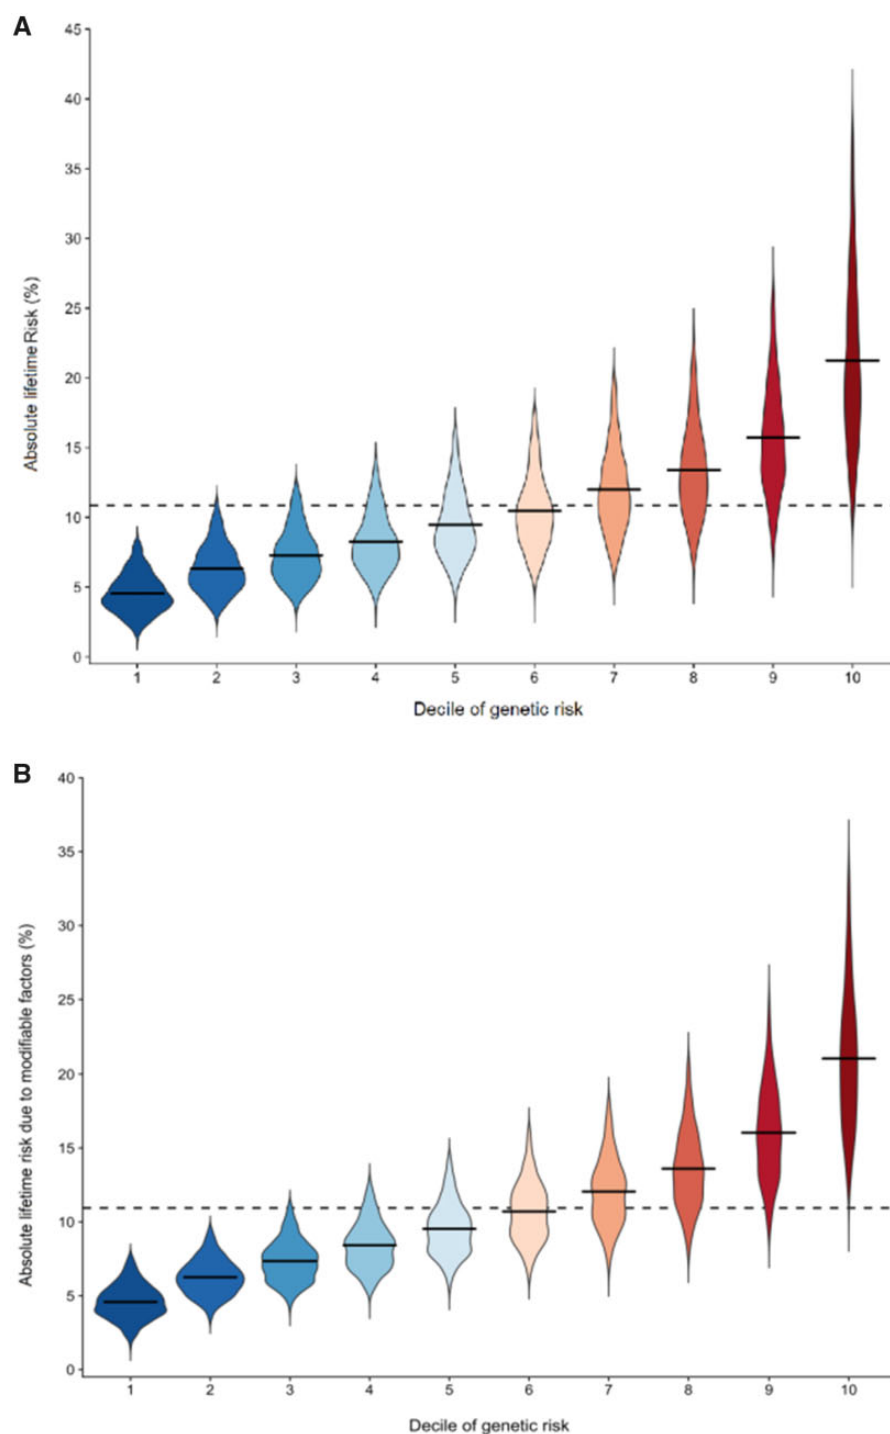 A
45
40
35
30
25
20
15
10
5
0
Absolute lifetime Risk (%)
1 2 3 4 5 6 7 8 9 10
Decile of genetic risk
B
40
35
30
25
20
15
10
5
0
Absolute lifetime risk due to modifiable factors (%)
1 2 3 4 5 6 7 8 9 10
Decile of genetic risk